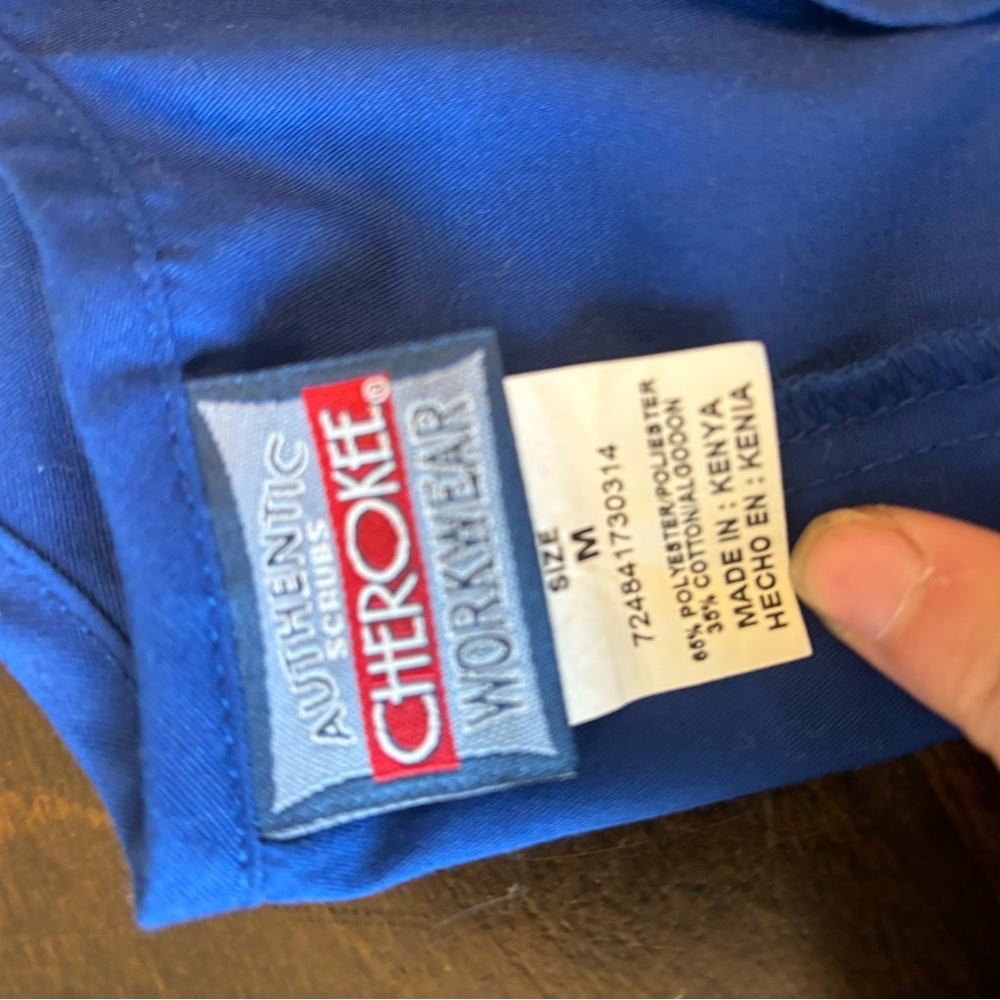 AUTHENTIC
SCRUBS
CHEROKEE®
WORKWEAR
SIZE
M
724841730314
65% POLYESTER/POLIESTER
35% COTTON/ALGODON
MADE IN : KENYA
HECHO EN : KENIA